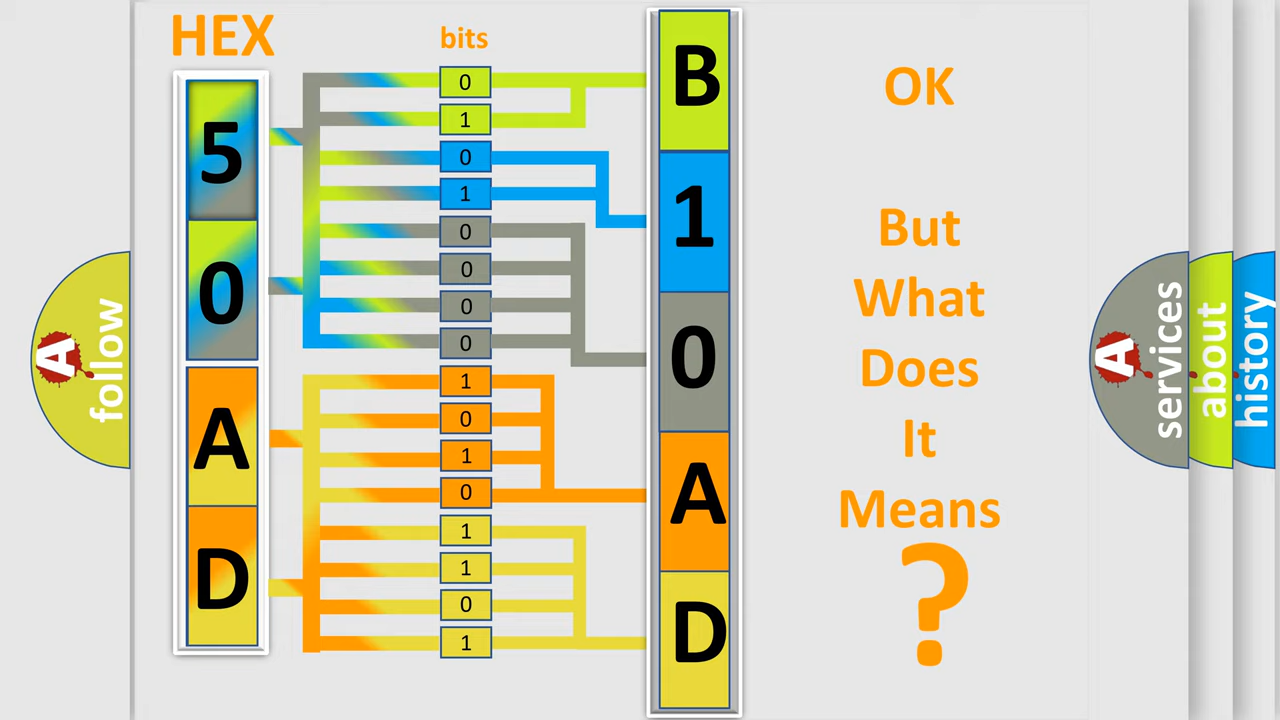 HEX
bits
5
0
A
D
0
1
0
1
0
0
0
0
1
0
1
0
1
1
0
1
B
1
0
A
D
OK
But
What
Does
It
Means
?
A
follow
A
services
about
history